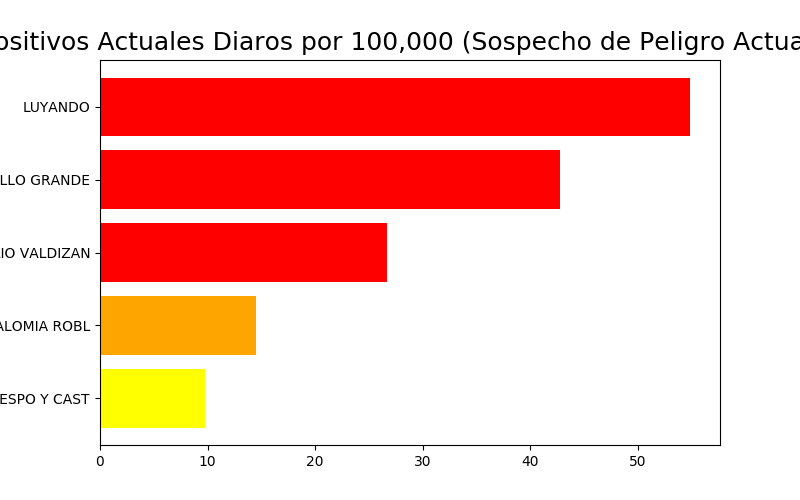 ositivos Actuales Diaros por 100,000 (Sospecho de Peligro Actua
LUYANDO
LLO GRANDE
IO VALDIZAN
ALOMIA ROBL
ESPO Y CAST
0 10 20 30 40 50